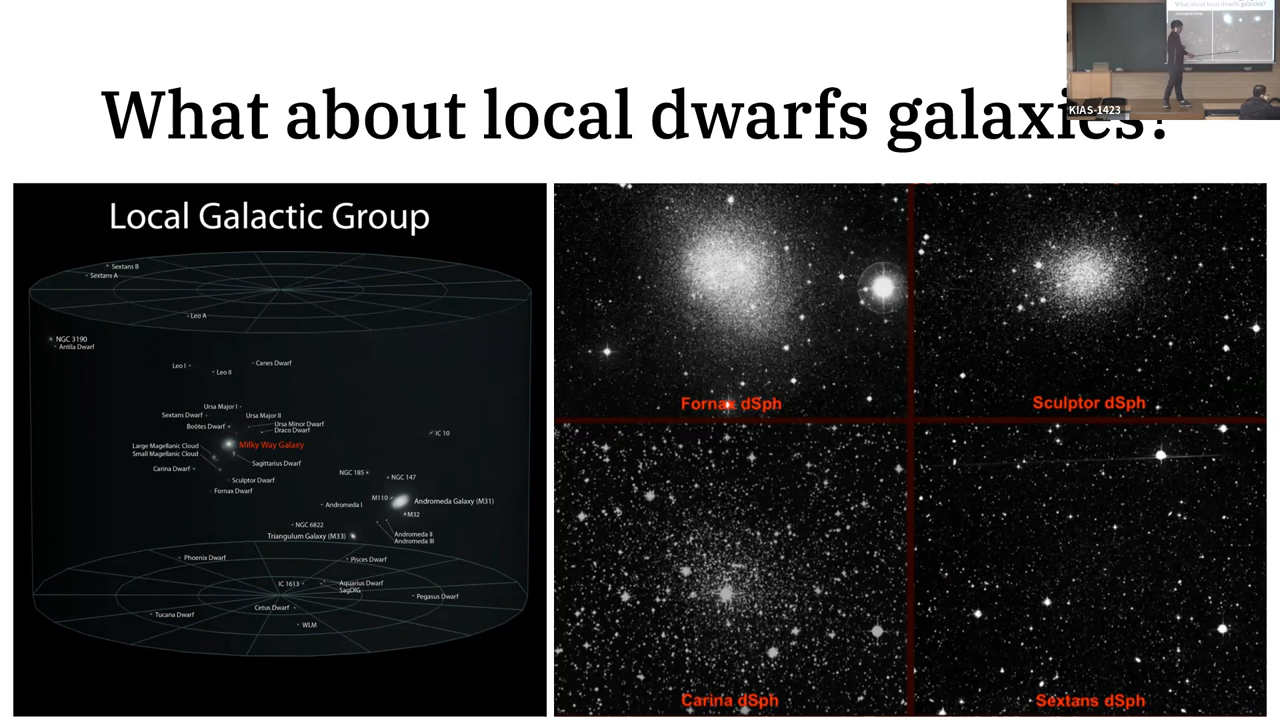 What about local dwarfs galaxies?
KIAS-1423
Local Galactic Group
Sextans B
Sextans A
Leo A
NGC 3190
Antila Dwarf
Leo I
Leo II
Canes Dwarf
Ursa Major I
Ursa Major II
Sextans Dwarf
Ursa Minor Dwarf
Boötes Dwarf
Draco Dwarf
IC 10
Milky Way Galaxy
Large Magellanic Cloud
Small Magellanic Cloud
Sagittarius Dwarf
Carina Dwarf
NGC 185
NGC 147
Sculptor Dwarf
Fornax Dwarf
M110
Andromeda Galaxy (M31)
Andromeda I
M32
NGC 6822
Triangulum Galaxy (M33)
Andromeda II
Andromeda III
Phoenix Dwarf
Pisces Dwarf
IC 1613
Aquarius Dwarf
SagDIG
Pegasus Dwarf
Cetus Dwarf
Tucana Dwarf
WLM
Fornax dSph
Sculptor dSph
Carina dSph
Sextans dSph